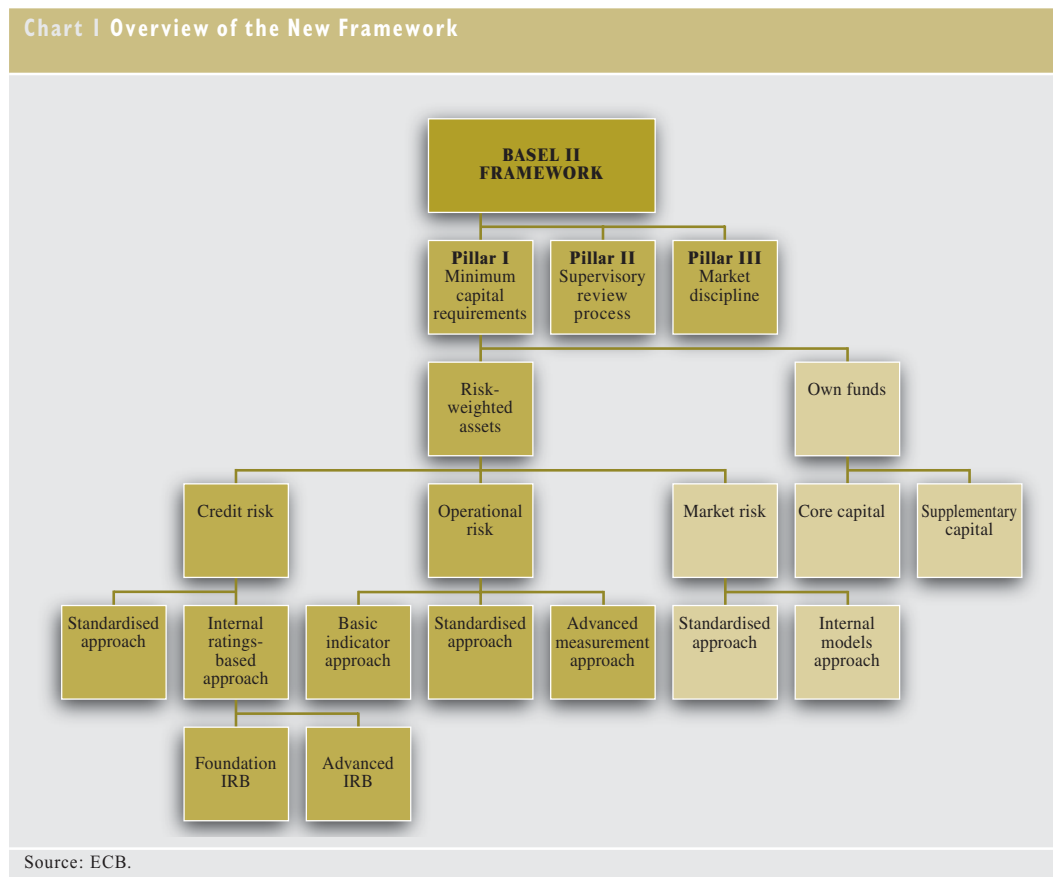 Chart 1 Overview of the New Framework
BASEL II
FRAMEWORK
Pillar I
Minimum
capital
requirements
Pillar II
Supervisory
review
process
Pillar III
Market
discipline
Risk-
weighted
assets
Own funds
Credit risk
Operational
risk
Market risk
Core capital
Supplementary
capital
Standardised
approach
Internal
ratings-
based
approach
Basic
indicator
approach
Standardised
approach
Advanced
measurement
approach
Standardised
approach
Internal
models
approach
Foundation
IRB
Advanced
IRB
Source: ECB.